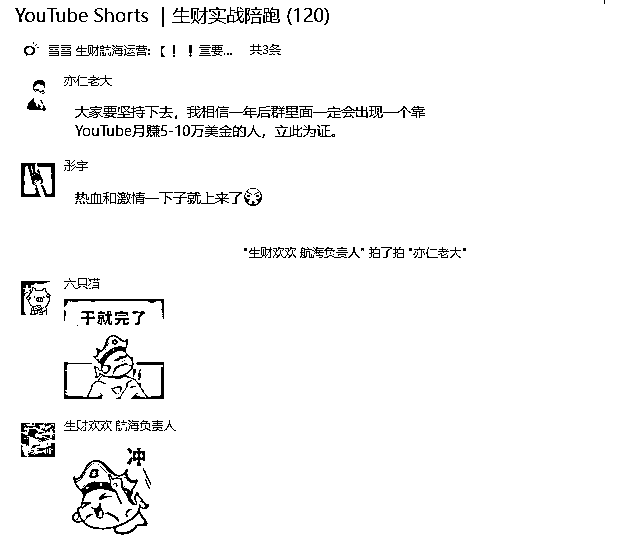 YouTube Shorts ｜生财实战陪跑 (120)
生财航海运营: 【！！重要... 共3条
亦仁老大
大家要坚持下去，我相信一年后群里面一定会出现一个靠
YouTube月赚5-10万美金的人，立此为证。
彤宇
热血和激情一下子就上来了
"生财欢欢 航海负责人" 拍了拍 "亦仁老大"
六只猫
干就完了
生财欢欢 航海负责人
冲